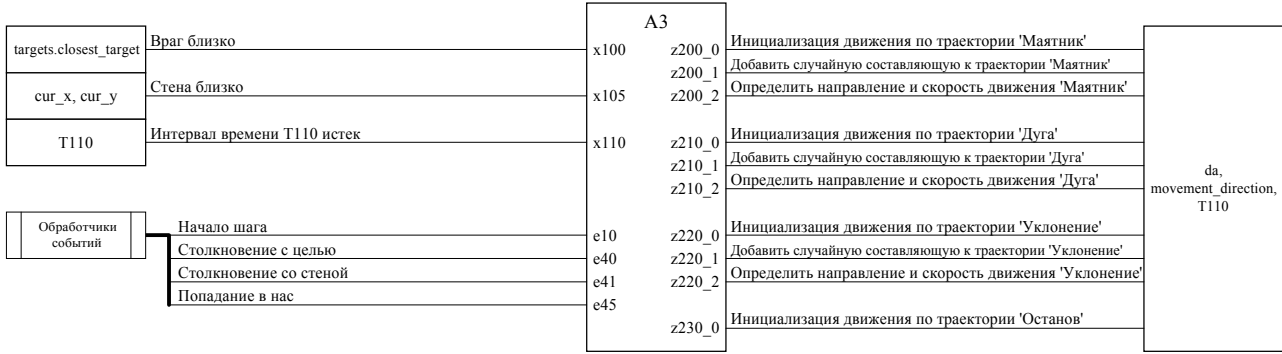 A3
targets.closest_target
Враг близко
x100
cur_x, cur_y
Стена близко
x105
T110
Интервал времени T110 истек
x110
Обработчики
событий
Начало шага
e10
Столкновение с целью
e40
Столкновение со стеной
e41
Попадание в нас
e45
z200_0
Инициализация движения по траектории 'Маятник'
z200_1
Добавить случайную составляющую к траектории 'Маятник'
z200_2
Определить направление и скорость движения 'Маятник'
z210_0
Инициализация движения по траектории 'Дуга'
z210_1
Добавить случайную составляющую к траектории 'Дуга'
z210_2
Определить направление и скорость движения 'Дуга'
z220_0
Инициализация движения по траектории 'Уклонение'
z220_1
Добавить случайную составляющую к траектории 'Уклонение'
z220_2
Определить направление и скорость движения 'Уклонение'
z230_0
Инициализация движения по траектории 'Останов'
da,
movement_direction,
T110